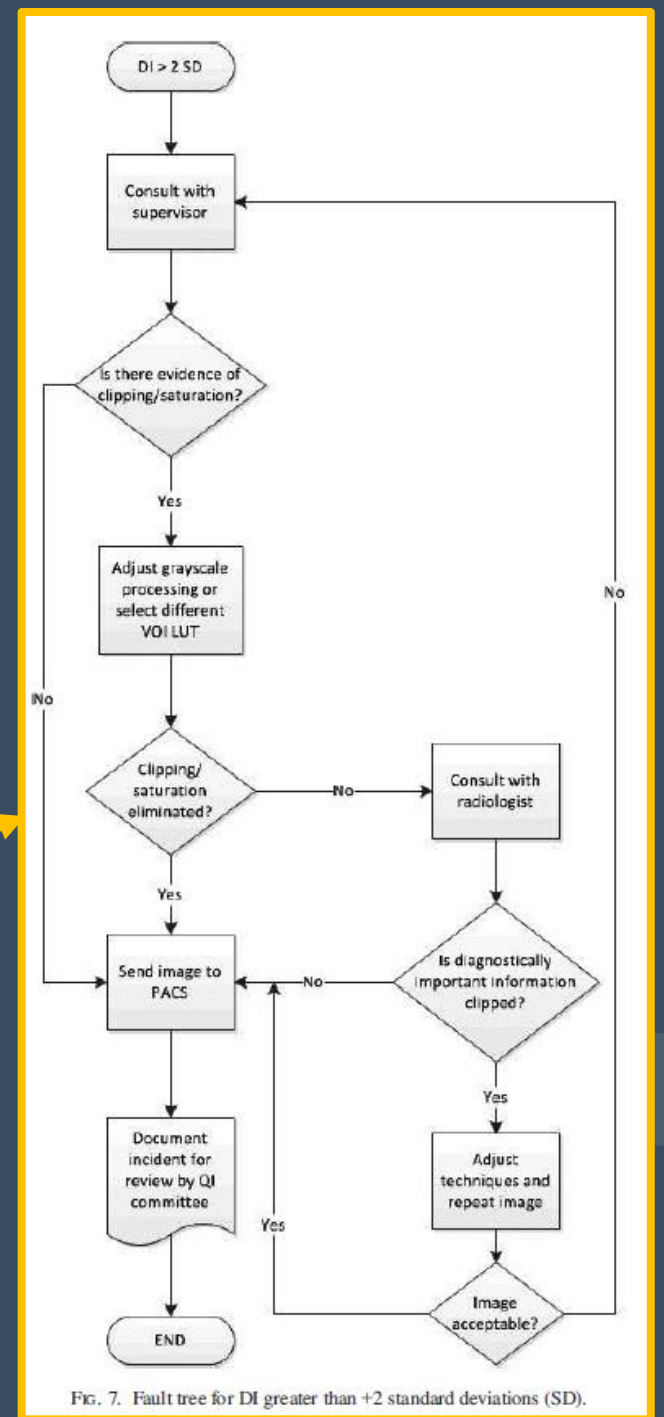 DI > 2 SD
Consult with
supervisor
Is there evidence of
clipping/saturation?
Yes
Adjust grayscale
processing or
select different
VOI LUT
No
No
Clipping/
saturation
eliminated?
No
Consult with
radiologist
Yes
Send image to
PACS
No
Is diagnostically
important information
clipped?
Yes
Document
incident for
review by QI
committee
Adjust
techniques and
repeat image
Yes
Image
acceptable?
END
FIG. 7. Fault tree for DI greater than +2 standard deviations (SD).